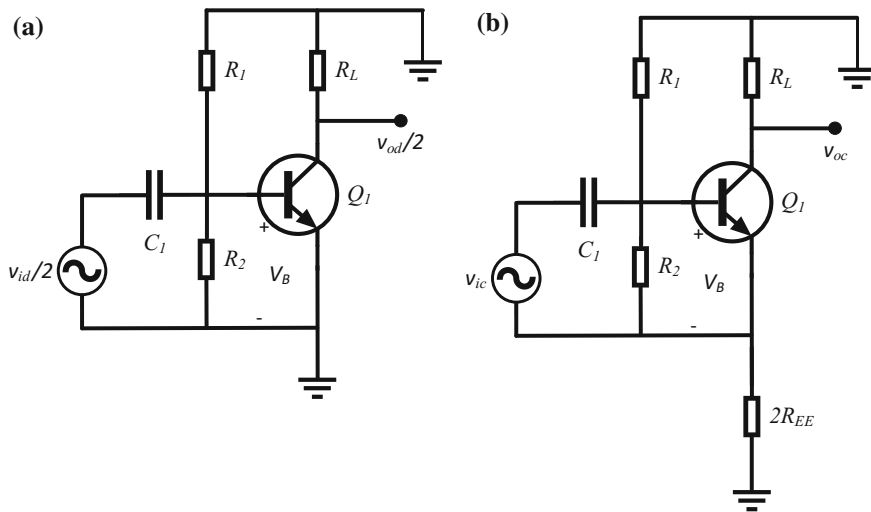 (a)
R1
RL
vod/2
Q1
C1
+
R2
VB
vid/2
-
(b)
R1
RL
voc
Q1
C1
+
R2
VB
vic
-
2REE